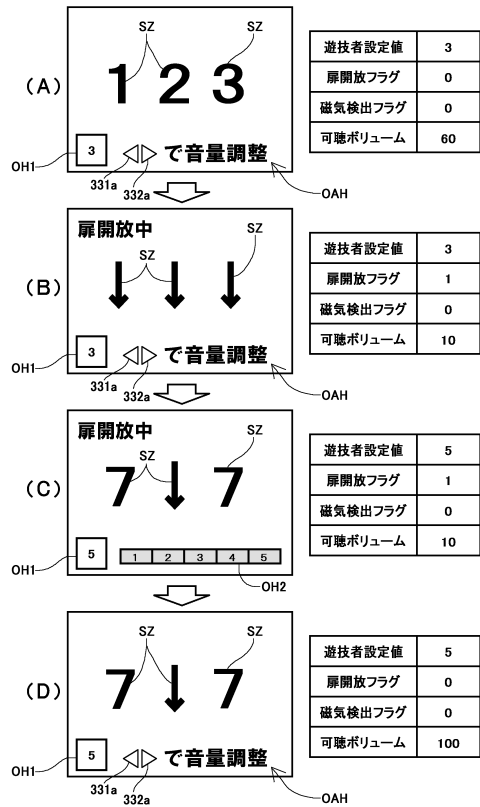 (A)
SZ SZ
1 2 3
OH1
3
で音量調整
331a
332a
OAH
遊技者設定値 3
扉開放フラグ 0
磁気検出フラグ 0
可聴ボリューム 60
(B)
扉開放中
SZ SZ
↓ ↓ ↓
OH1
3
で音量調整
331a
332a
OAH
遊技者設定値 3
扉開放フラグ 1
磁気検出フラグ 0
可聴ボリューム 10
(C)
扉開放中
SZ SZ
7 ↓ 7
OH1
5
1 2 3 4 5
OH2
遊技者設定値 5
扉開放フラグ 1
磁気検出フラグ 0
可聴ボリューム 10
(D)
SZ SZ
7 ↓ 7
OH1
5
で音量調整
331a
332a
OAH
遊技者設定値 5
扉開放フラグ 0
磁気検出フラグ 0
可聴ボリューム 100